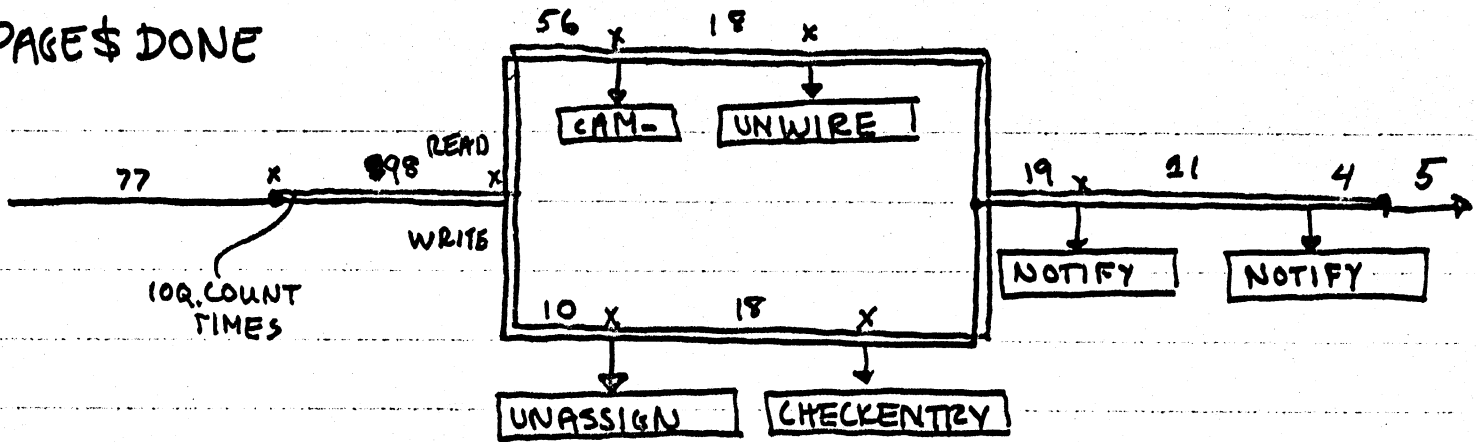 PAGE$ DONE
56 x 18 x
CAM-
UNWIRE
77 x 98 READ x
WRITE
IOQ.COUNT
TIMES
19 x 21 4 5
NOTIFY
NOTIFY
10 x 18 x
UNASSIGN
CHECKENTRY